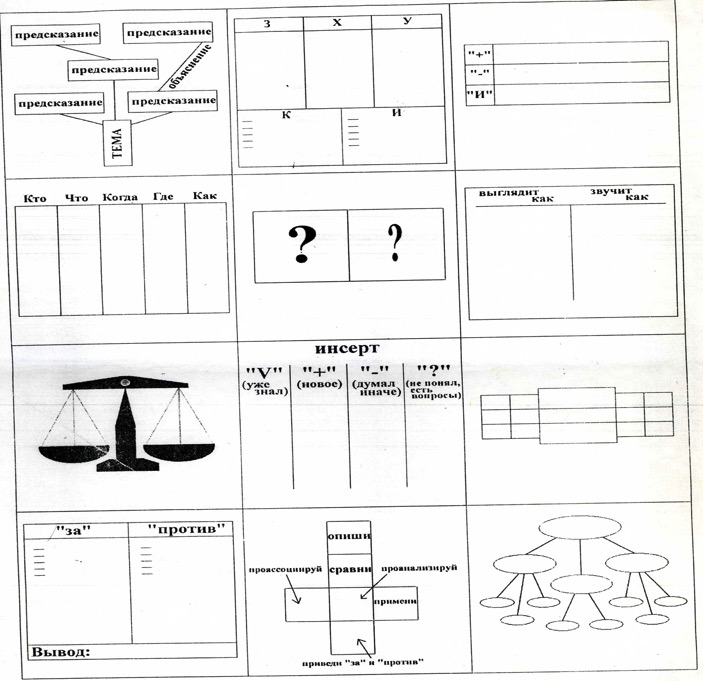 предсказание
предсказание
предсказание
объяснение
предсказание
предсказание
ТЕМА
З Х У
К И
"+"
"-"
"И"
Кто Что Когда Где Как
? ?
выглядит как
звучит как
инсерт
"V" "+" "-" "?"
(уже знал)
(новое)
(думал иначе)
(не понял, есть вопросы)
"за" "против"
Вывод:
опиши
сравни
проассоциируй
проанализируй
примени
приведи "за" и "против"